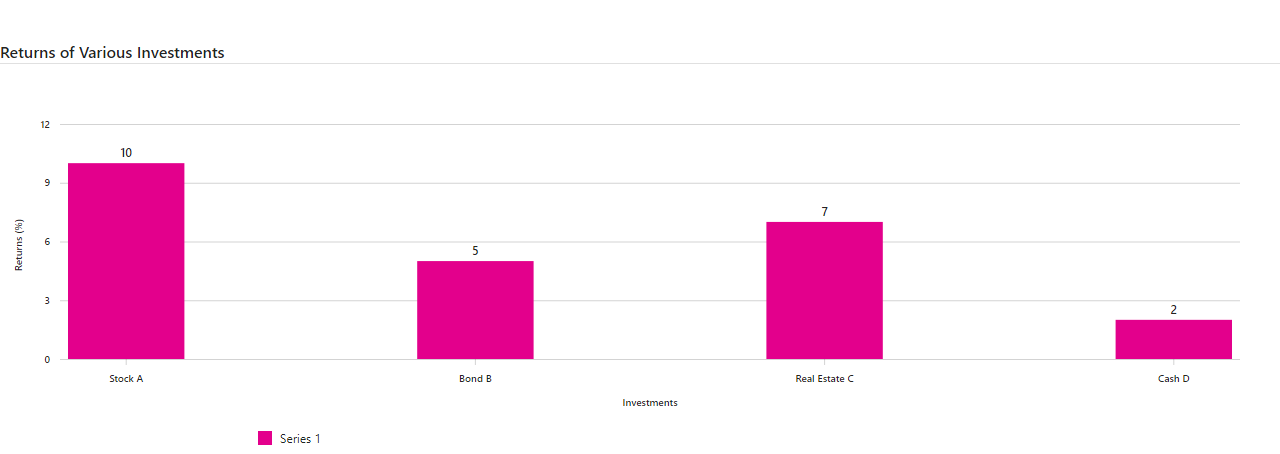 Returns of Various Investments
12
10
9
7
Returns (%)
6
5
3
2
0
Stock A Bond B Real Estate C Cash D
Investments
Series 1